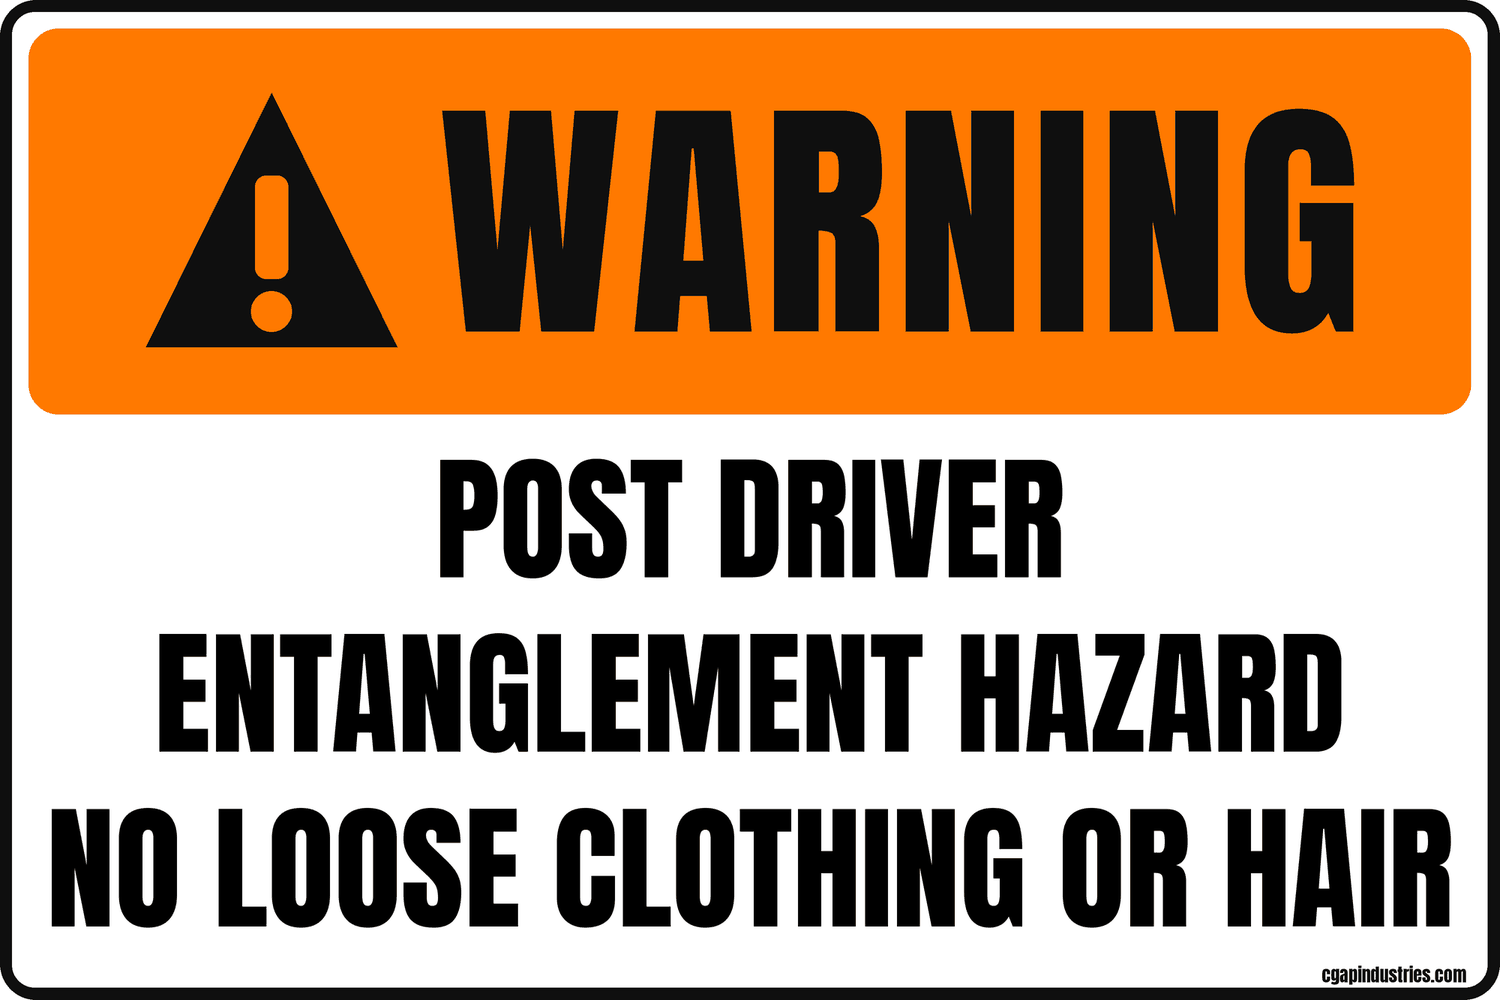 WARNING
POST DRIVER
ENTANGLEMENT HAZARD
NO LOOSE CLOTHING OR HAIR
cgapindustries.com